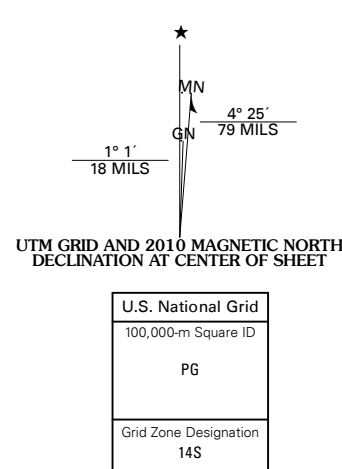 ★
MN
GN
4° 25´
79 MILS
1° 1´
18 MILS
UTM GRID AND 2010 MAGNETIC NORTH
DECLINATION AT CENTER OF SHEET
U.S. National Grid
100,000-m Square ID
PG
Grid Zone Designation
14S